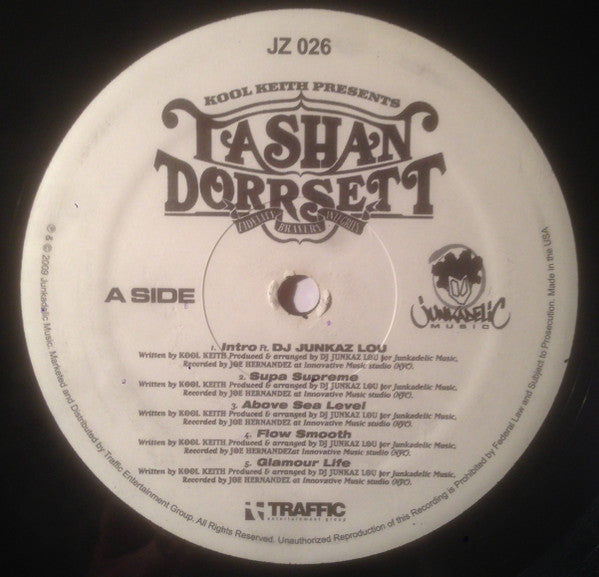 JZ 026
KOOL KEITH PRESENTS
TASHAN
DORRSETT
FIDELITY BRAVERY INTEGRITY
A SIDE
JUNKADELIC
MUSIC
1. Intro Ft. DJ JUNKAZ LOU
Written by KOOL KEITH Produced & arranged by DJ JUNKAZ LOU for Junkadelic Music.
Recorded by JOE HERNANDEZ at Innovative Music studio (NYC).
2. Supa Supreme
Written by KOOL KEITH Produced & arranged by DJ JUNKAZ LOU for Junkadelic Music,
Recorded by JOE HERNANDEZ at Innovative Music studio (NYC).
3. Above Sea Level
Written by KOOL KEITH Produced & arranged by DJ JUNKAZ LOU for Junkadelic Music,
Recorded by JOE HERNANDEZ at Innovative Music studio (NYC).
4. Flow Smooth
Written by KOOL KEITH Produced & arranged by DJ JUNKAZ LOU for Junkadelic Music,
Recorded by JOE HERNANDEZat Innovative Music studio (NYC).
5. Glamour Life
Written by KOOL KEITH Produced & arranged by DJ JUNKAZ LOU for Junkadelic Music,
Recorded by JOE HERNANDEZ at Innovative Music studio (NYC).
TRAFFIC
entertainment group
℗ & © 2009 Junkadelic Music. Marketed and Distributed by Traffic Entertainment Group. All Rights Reserved. Unauthorized Reproduction of this Recording is Prohibited by Federal Law and Subject to Prosecution. Made in the USA